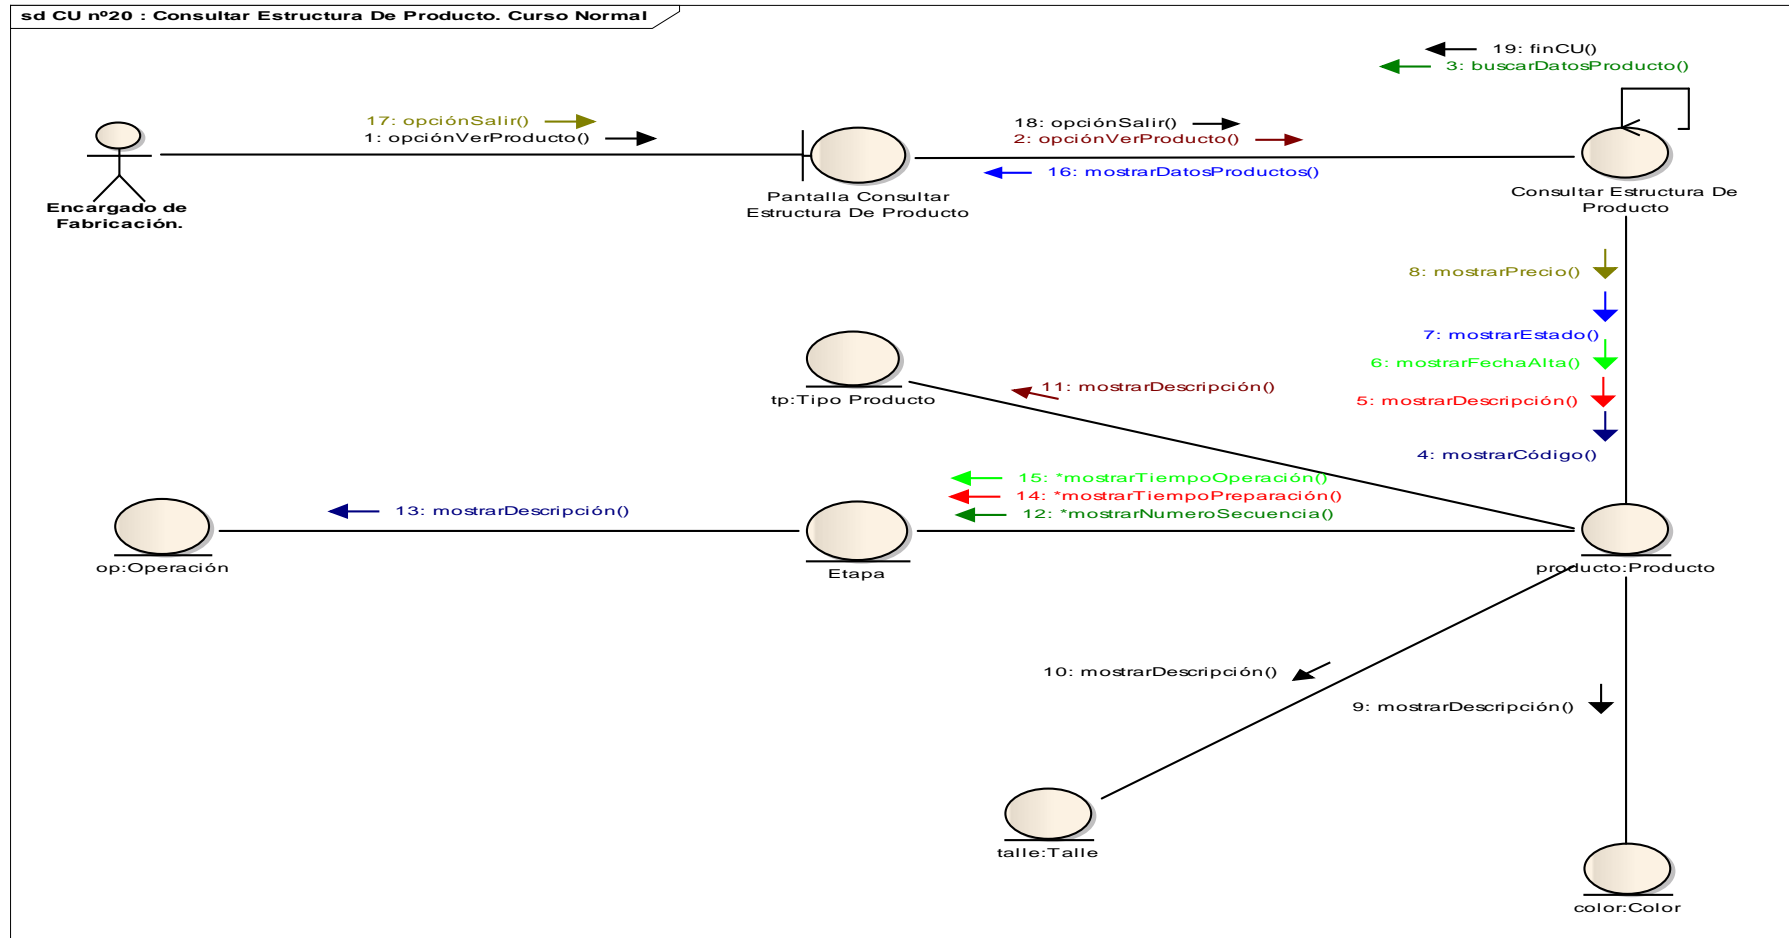 sd CU nº20 : Consultar Estructura De Producto. Curso Normal
19: finCU()
3: buscarDatosProducto()
17: opciónSalir()
1: opciónVerProducto()
18: opciónSalir()
2: opciónVerProducto()
16: mostrarDatosProductos()
Encargado de
Fabricación.
Pantalla Consultar
Estructura De Producto
Consultar Estructura De
Producto
8: mostrarPrecio()
7: mostrarEstado()
6: mostrarFechaAlta()
5: mostrarDescripción()
4: mostrarCódigo()
11: mostrarDescripción()
tp:Tipo Producto
15: *mostrarTiempoOperación()
14: *mostrarTiempoPreparación()
12: *mostrarNumeroSecuencia()
13: mostrarDescripción()
op:Operación
Etapa
producto:Producto
10: mostrarDescripción()
9: mostrarDescripción()
talle:Talle
color:Color